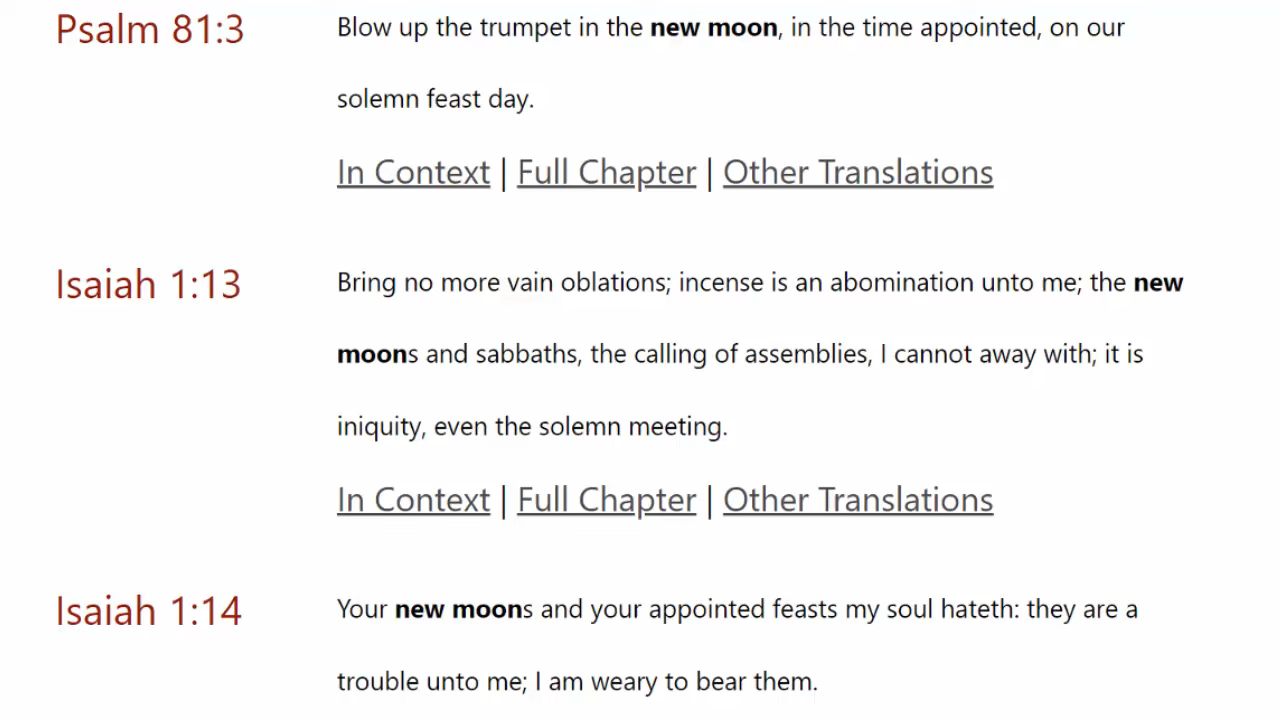 Psalm 81:3 Blow up the trumpet in the new moon, in the time appointed, on our
solemn feast day.
In Context | Full Chapter | Other Translations
Isaiah 1:13 Bring no more vain oblations; incense is an abomination unto me; the new
moons and sabbaths, the calling of assemblies, I cannot away with; it is
iniquity, even the solemn meeting.
In Context | Full Chapter | Other Translations
Isaiah 1:14 Your new moons and your appointed feasts my soul hateth: they are a
trouble unto me; I am weary to bear them.